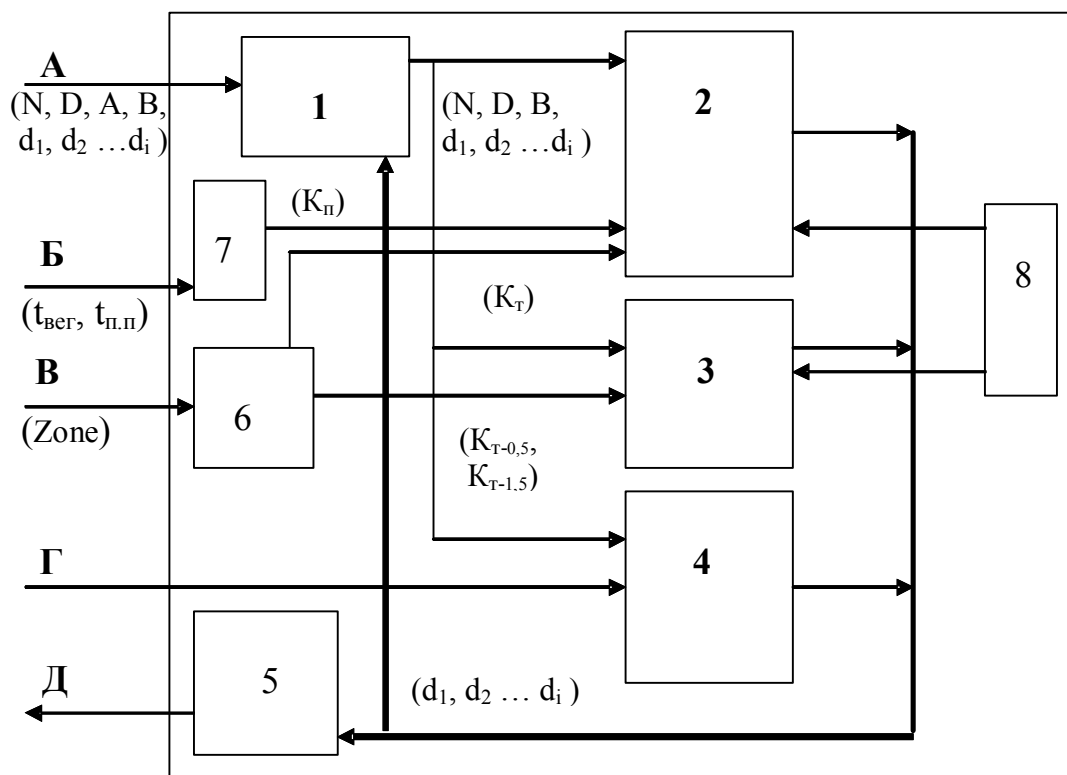 А
(N, D, A, B,
d₁, d₂ …dᵢ )
1
(N, D, B,
d₁, d₂ …dᵢ )
2
Б
(tвег, tп.п)
7
(Кп)
8
(Кт)
В
(Zone)
6
3
(Кт-0,5,
Кт-1,5)
Г
4
Д
5
(d₁, d₂ … dᵢ )